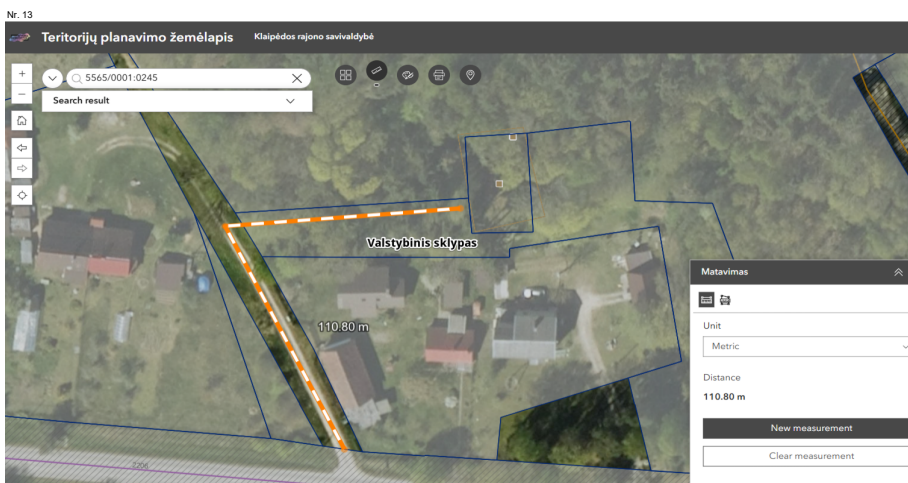 Nr. 13
Teritorijų planavimo žemėlapis
Klaipėdos rajono savivaldybė
5565/0001:0245
Search result
Valstybinis sklypas
110.80 m
2206
Matavimas
Unit
Metric
Distance
110.80 m
New measurement
Clear measurement